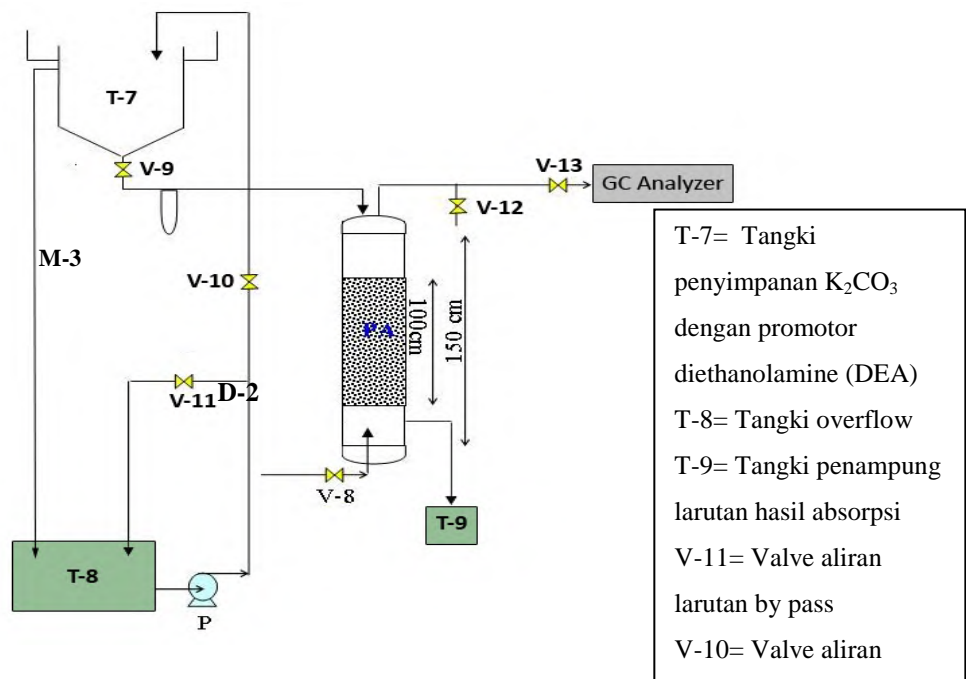 T-7
V-9
V-13
GC Analyzer
V-12
M-3
V-10
PA
100cm
150 cm
V-11
D-2
V-8
T-9
T-8
P
T-7= Tangki
penyimpanan K₂CO₃
dengan promotor
diethanolamine (DEA)
T-8= Tangki overflow
T-9= Tangki penampung
larutan hasil absorpsi
V-11= Valve aliran
larutan by pass
V-10= Valve aliran